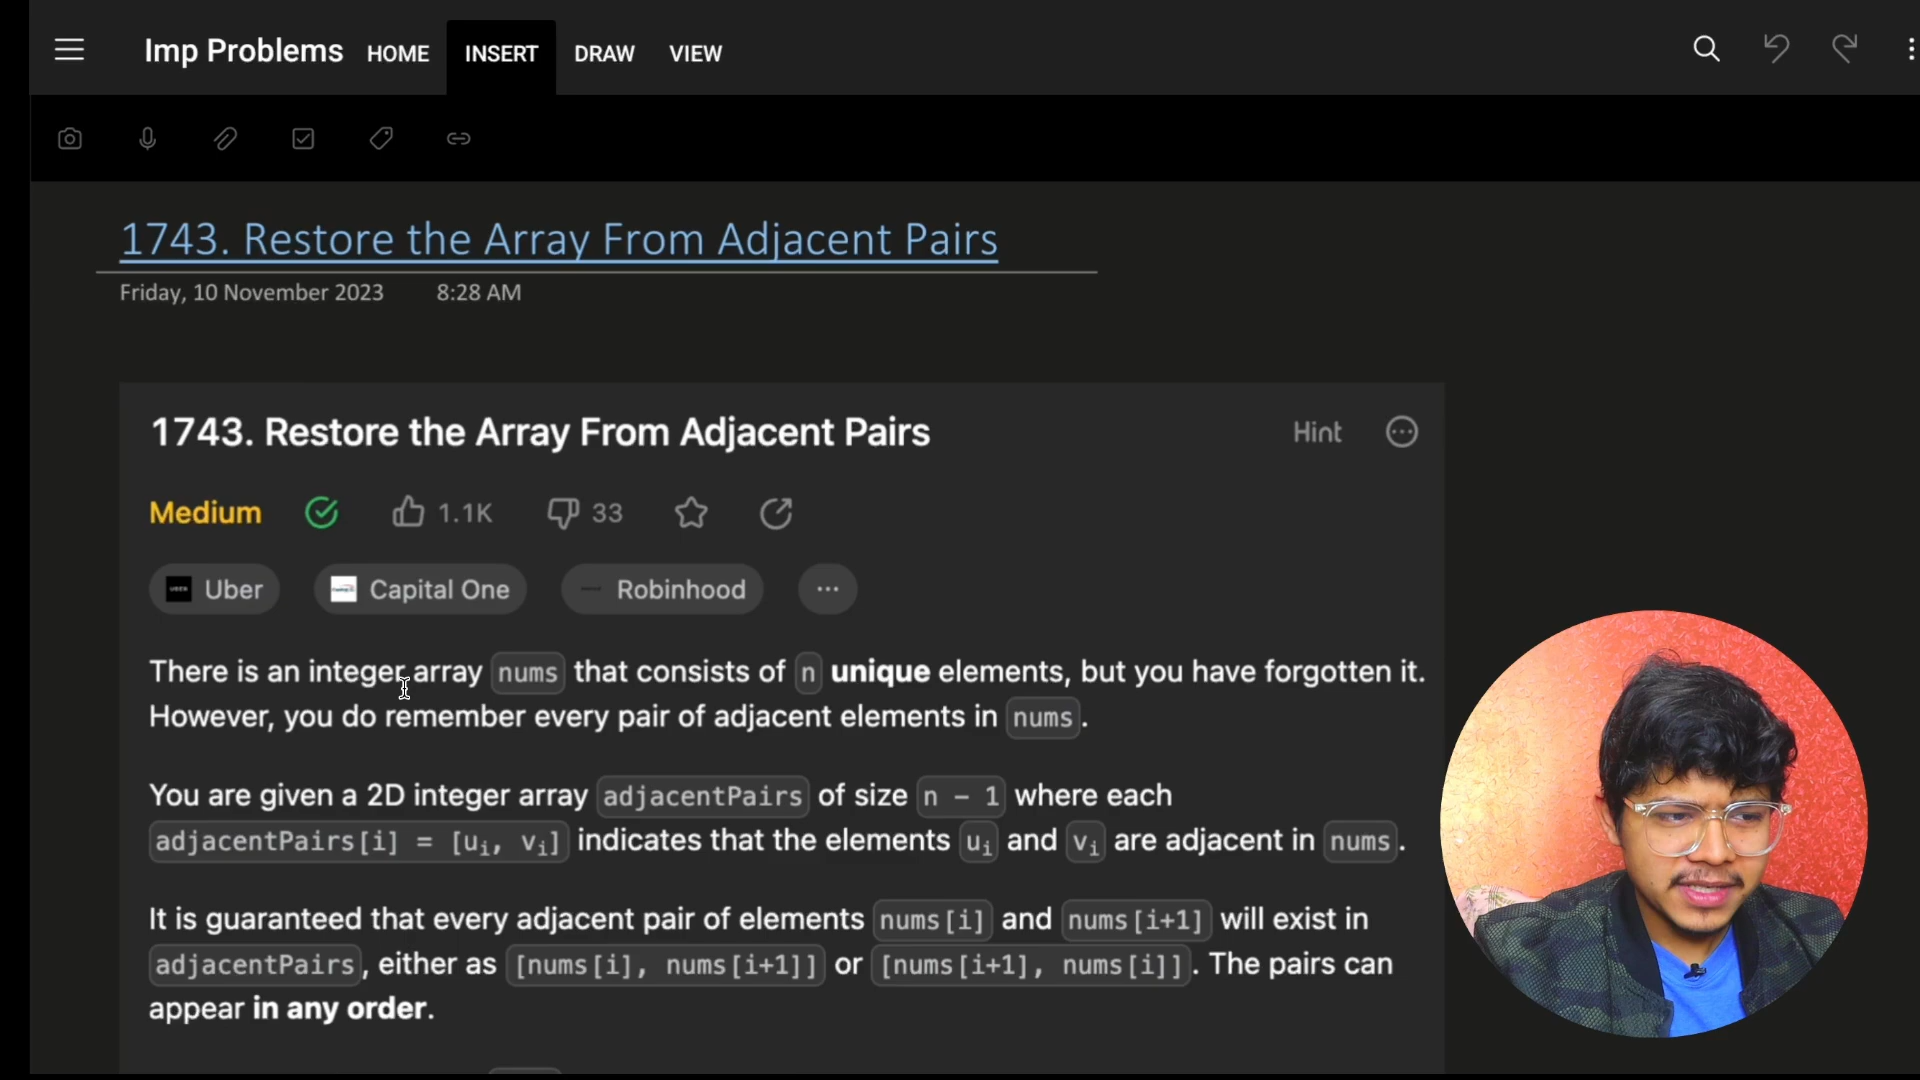 Imp Problems HOME INSERT DRAW VIEW
1743. Restore the Array From Adjacent Pairs
Friday, 10 November 2023 8:28 AM
1743. Restore the Array From Adjacent Pairs Hint
Medium 1.1K 33
Uber Capital One Robinhood ...
There is an integer array nums that consists of n unique elements, but you have forgotten it.
However, you do remember every pair of adjacent elements in nums.
You are given a 2D integer array adjacentPairs of size n - 1 where each
adjacentPairs[i] = [uᵢ, vᵢ] indicates that the elements uᵢ and vᵢ are adjacent in nums.
It is guaranteed that every adjacent pair of elements nums[i] and nums[i+1] will exist in
adjacentPairs, either as [nums[i], nums[i+1]] or [nums[i+1], nums[i]]. The pairs can
appear in any order.